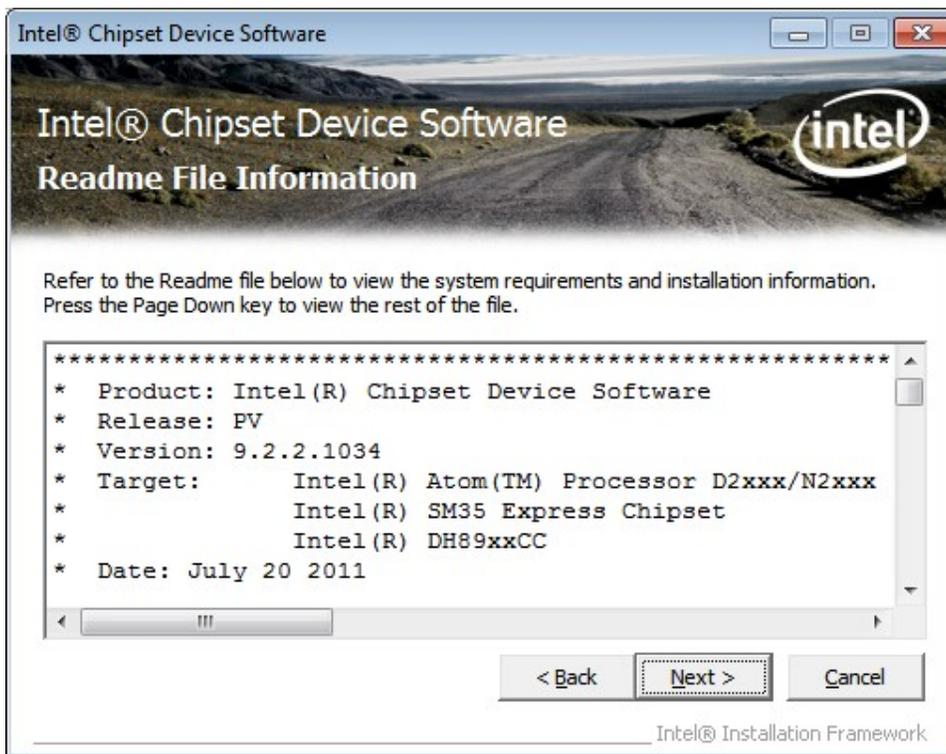 Intel® Chipset Device Software
Intel® Chipset Device Software
intel
Readme File Information
Refer to the Readme file below to view the system requirements and installation information.
Press the Page Down key to view the rest of the file.
********************************************************
*  Product: Intel(R) Chipset Device Software
*  Release: PV
*  Version: 9.2.2.1034
*  Target:      Intel(R) Atom(TM) Processor D2xxx/N2xxx
*               Intel(R) SM35 Express Chipset
*               Intel(R) DH89xxCC
*  Date: July 20 2011
< Back Next > Cancel
Intel® Installation Framework